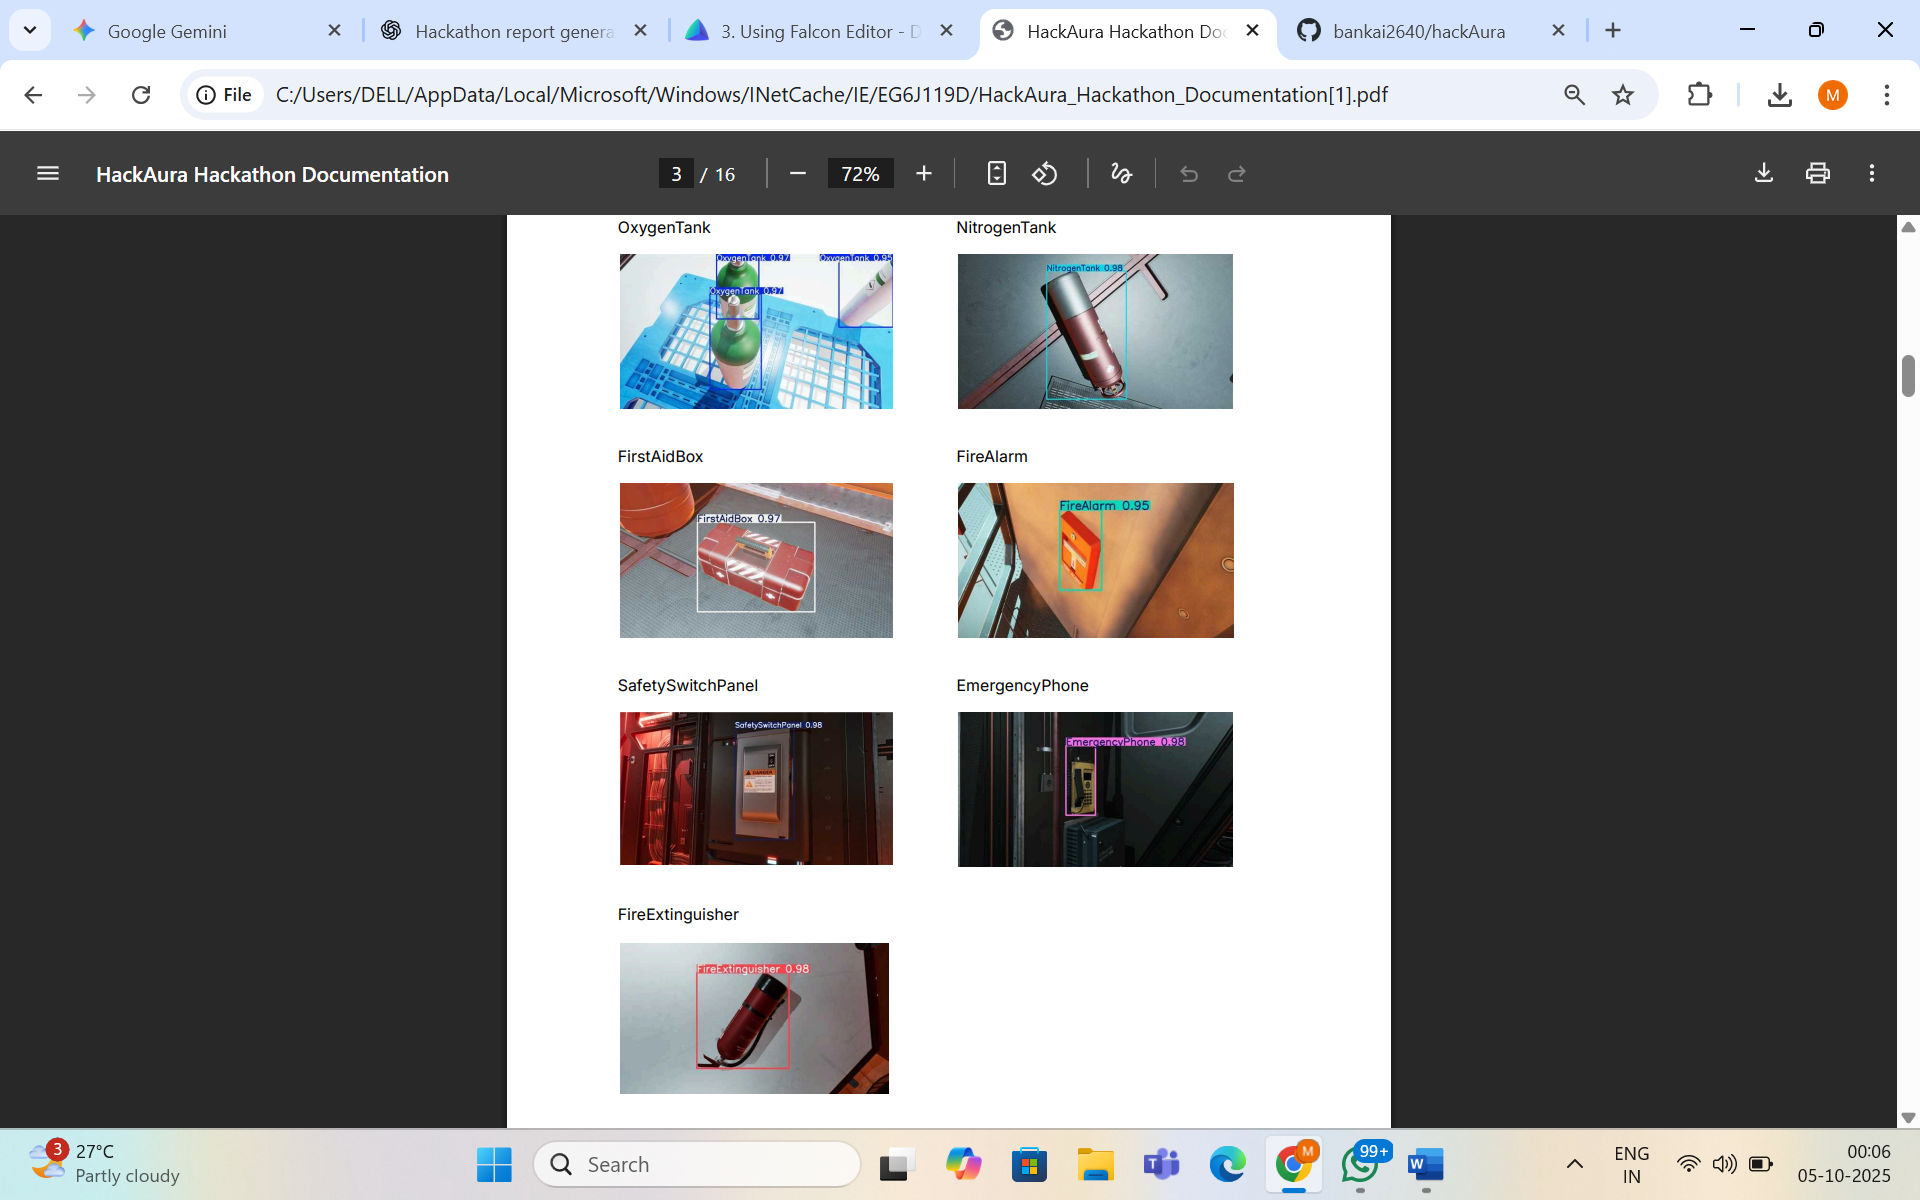 Google Gemini
Hackathon report genera
3. Using Falcon Editor - D
HackAura Hackathon Doc
bankai2640/hackAura
File
C:/Users/DELL/AppData/Local/Microsoft/Windows/INetCache/IE/EG6J119D/HackAura_Hackathon_Documentation[1].pdf
M
HackAura Hackathon Documentation
3 / 16
72%
OxygenTank
NitrogenTank
OxygenTank 0.97
OxygenTank 0.95
OxygenTank 0.97
NitrogenTank 0.98
FirstAidBox
FireAlarm
FirstAidBox 0.97
FireAlarm 0.95
SafetySwitchPanel
EmergencyPhone
SafetySwitchPanel 0.98
DANGER
EmergencyPhone 0.98
FireExtinguisher
FireExtinguisher 0.98
3
27°C
Partly cloudy
Search
M
99+
ENG
IN
00:06
05-10-2025